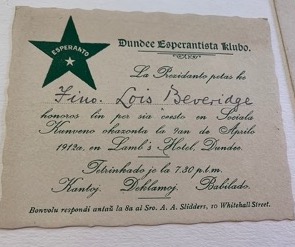 ESPERANTO
Dundee Esperantista Klubo.
La Prezidanto petas ke
Fino. Lois Beveridge
honoros lin per sia ĉeesto en Sociala
Kunveno okazonta la 9an de Aprilo
1912a, en Lamb's Hotel, Dundee.
Tetrinkado je la 7.30 p.t.m.
Kantoj. Deklamoj. Babilado.
Bonvolu respondi antaŭ la 8a al Sro. A. A. Slidders, 10 Whitehall Street.